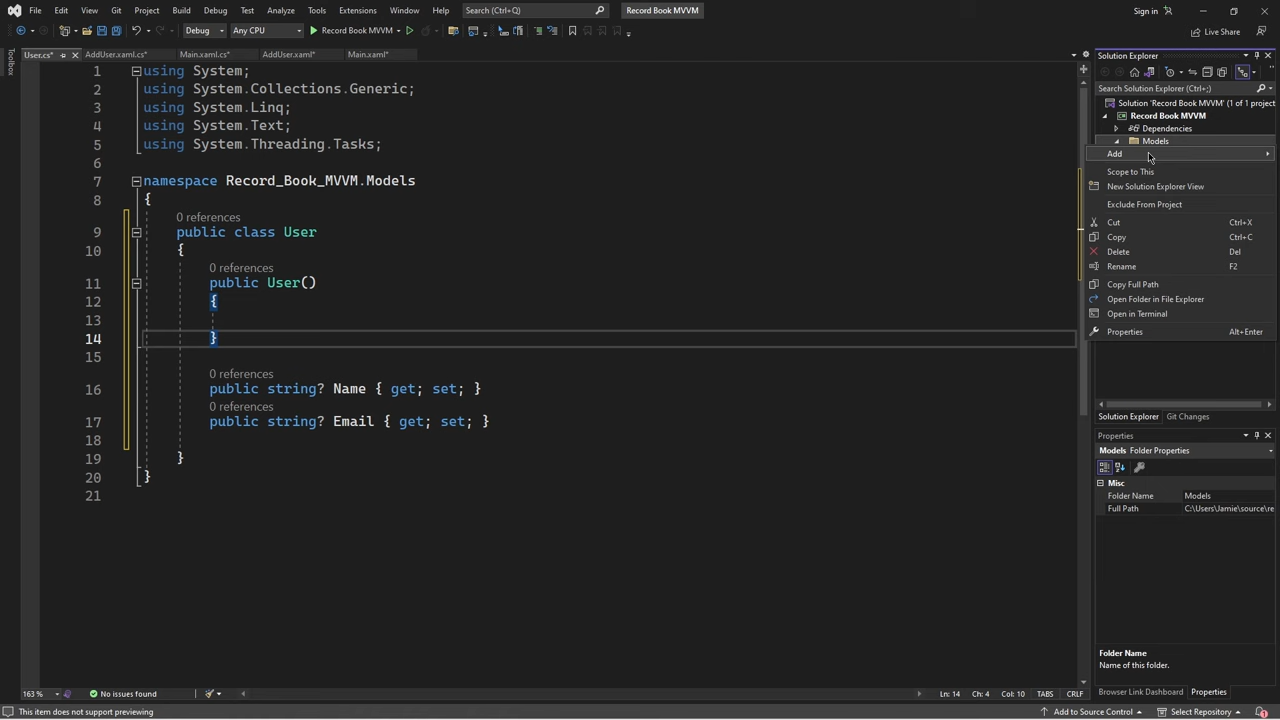 File Edit View Git Project Build Debug Test Analyze Tools Extensions Window Help Search (Ctrl+Q) Record Book MVVM Sign in
Debug Any CPU Record Book MVVM Live Share
Toolbox
User.cs* AddUser.xaml.cs* Main.xaml.cs* AddUser.xaml* Main.xaml*
1 using System;
2 using System.Collections.Generic;
3 using System.Linq;
4 using System.Text;
5 using System.Threading.Tasks;
6
7 namespace Record_Book_MVVM.Models
8 {
0 references
9 public class User
10 {
0 references
11 public User()
12 {
13
14 }
15
0 references
16 public string? Name { get; set; }
0 references
17 public string? Email { get; set; }
18
19 }
20 }
21
163 % No issues found Ln: 14 Ch: 4 Col: 10 TABS CRLF
Solution Explorer
Search Solution Explorer (Ctrl+;)
Solution 'Record Book MVVM' (1 of 1 project
Record Book MVVM
Dependencies
Models
Add
Scope to This
New Solution Explorer View
Exclude From Project
Cut Ctrl+X
Copy Ctrl+C
Delete Del
Rename F2
Copy Full Path
Open Folder in File Explorer
Open in Terminal
Properties Alt+Enter
Solution Explorer Git Changes
Properties
Models Folder Properties
Misc
Folder Name Models
Full Path C:\Users\Jamie\source\re
Folder Name
Name of this folder.
Browser Link Dashboard Properties
This item does not support previewing Add to Source Control Select Repository 1